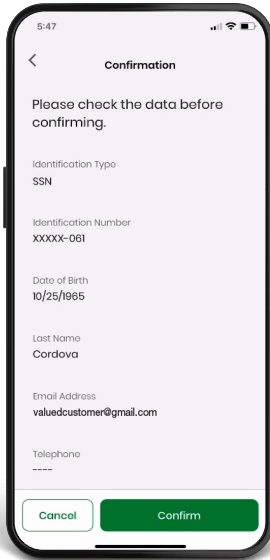 5:47
Confirmation
Please check the data before
confirming.
Identification Type
SSN
Identification Number
XXXXX-061
Date of Birth
10/25/1965
Last Name
Cordova
Email Address
valuedcustomer@gmail.com
Telephone
----
Cancel
Confirm